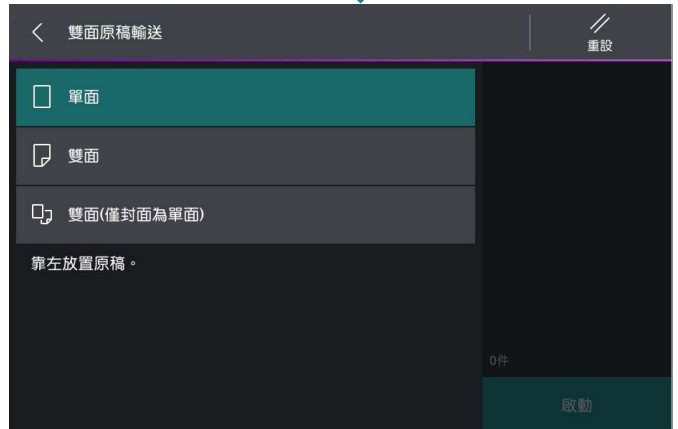 雙面原稿輸送
重設
單面
雙面
雙面(僅封面為單面)
靠左放置原稿。
0件
啟動